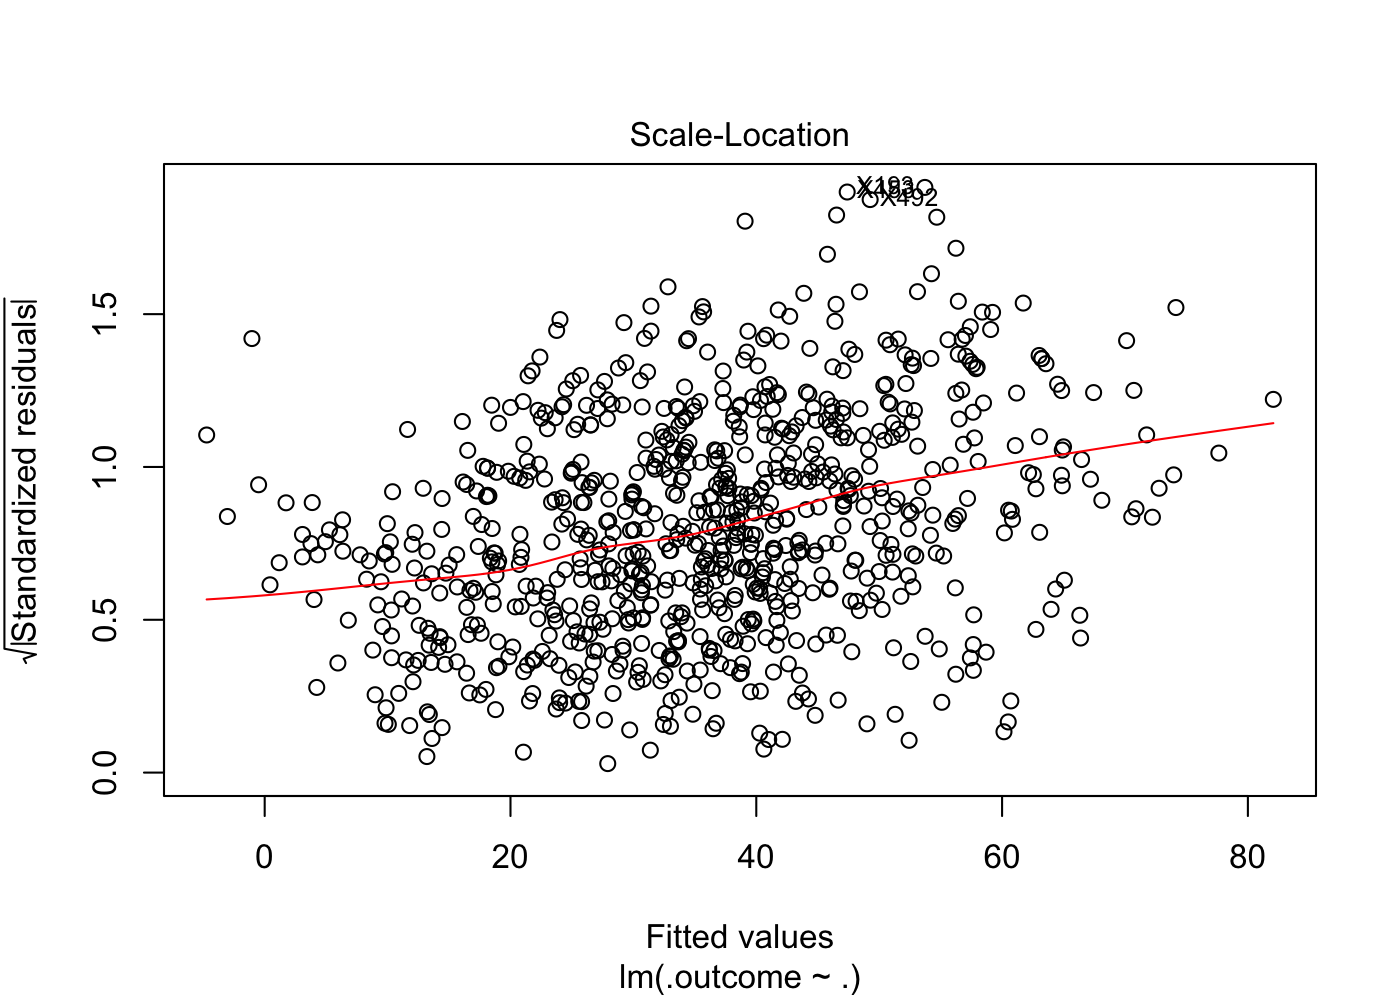 Scale-Location
X193
X492
√|Standardized residuals|
0.0
0.5
1.0
1.5
0
20
40
60
80
Fitted values
lm(.outcome ~ .)